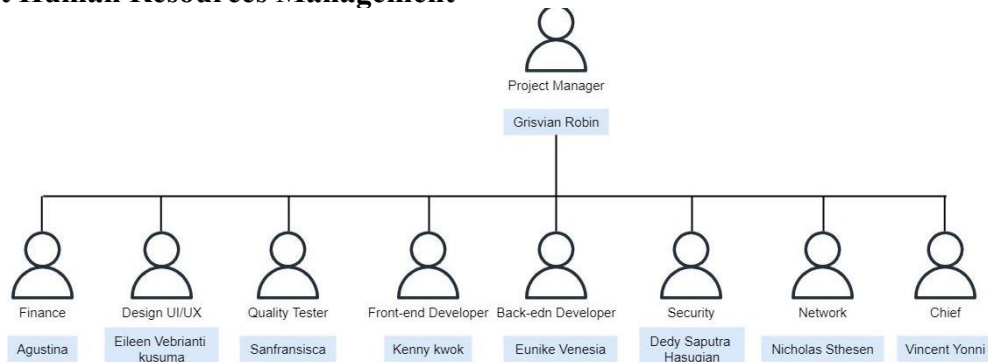 Human Resources Management
Project Manager
Grisvian Robin
Finance
Design UI/UX
Quality Tester
Front-end Developer
Back-edn Developer
Security
Network
Chief
Agustina
Eileen Vebrianti
kusuma
Sanfransisca
Kenny kwok
Eunike Venesia
Dedy Saputra
Hasugian
Nicholas Sthesen
Vincent Yonni